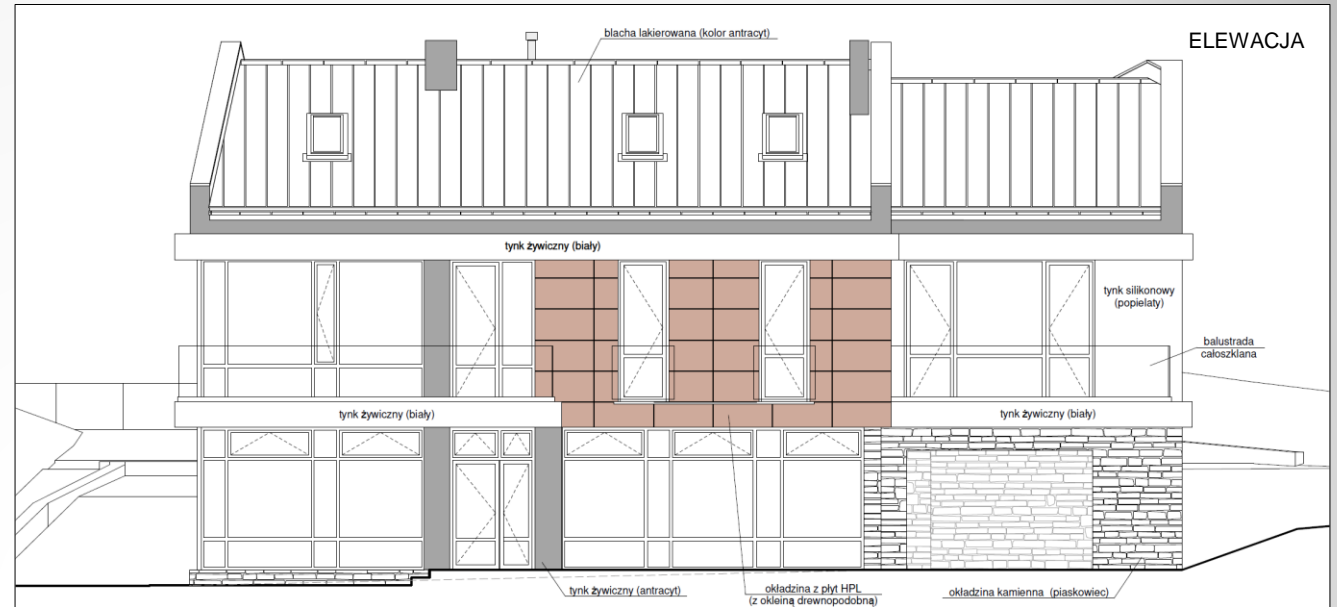 blacha lakierowana (kolor antracyt)
ELEWACJA
tynk żywiczny (biały)
tynk silikonowy
(popielaty)
balustrada
całoszklana
tynk żywiczny (biały)
tynk żywiczny (biały)
tynk żywiczny (antracyt)
okładzina z płyt HPL
(z okleiną drewnopodobną)
okładzina kamienna (piaskowiec)